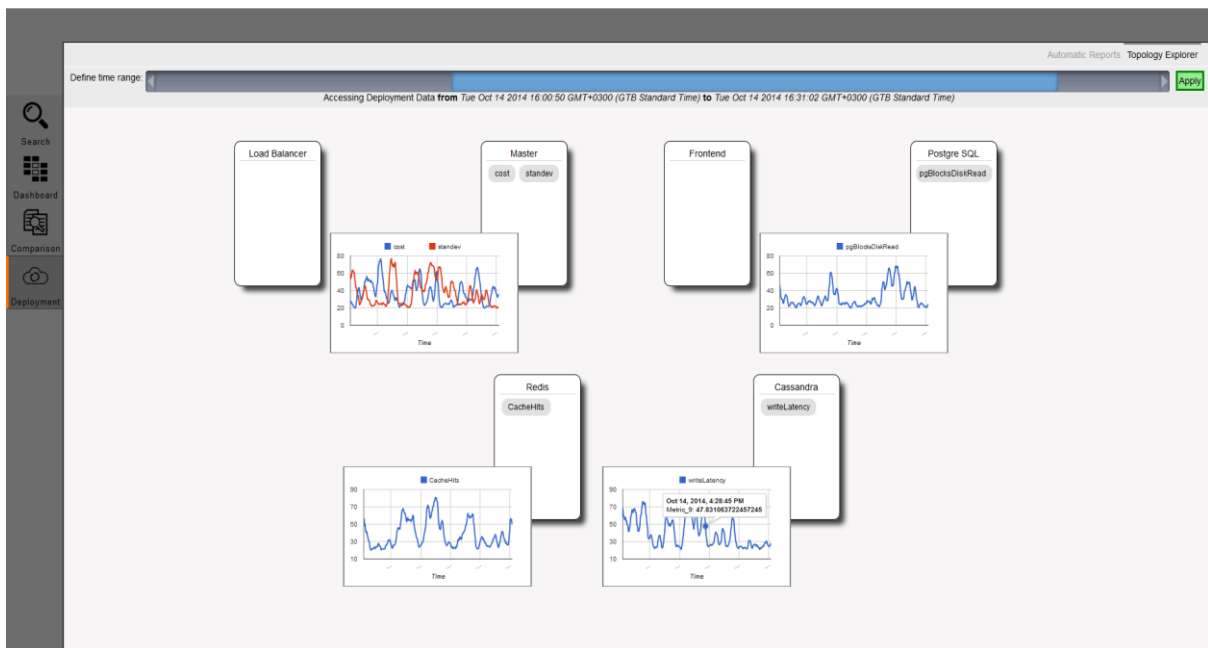 Automatic Reports Topology Explorer
Define time range:
Apply
Accessing Deployment Data from Tue Oct 14 2014 16:00:50 GMT+0300 (GTB Standard Time) to Tue Oct 14 2014 16:31:02 GMT+0300 (GTB Standard Time)
Search
Dashboard
Comparison
Deployment
Load Balancer
Master
cost standev
Frontend
Postgre SQL
pgBlocksDiskRead
cost standev
80
60
40
20
0
Time
pgBlocksDiskRead
80
60
40
20
0
Time
Redis
CacheHits
Cassandra
writeLatency
CacheHits
90
70
50
30
10
Time
writeLatency
90
70
50
30
10
Oct 14, 2014, 4:28:45 PM
Metric_9: 47.831063722457245
Time